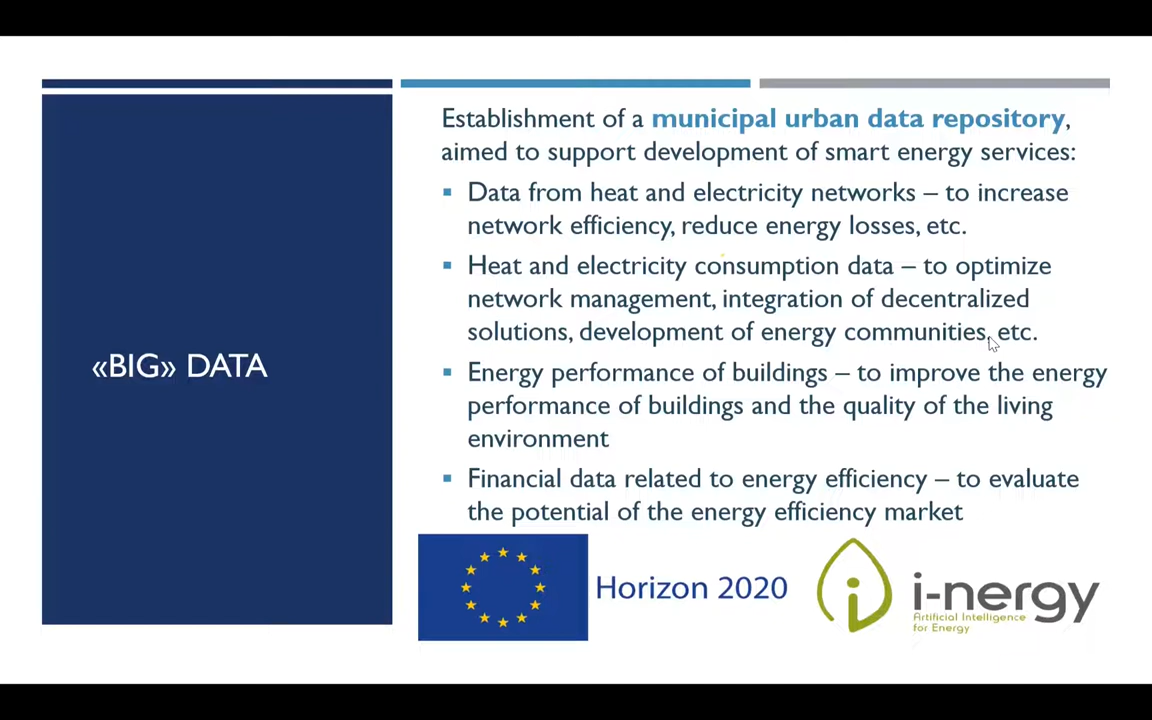 «BIG» DATA
Establishment of a municipal urban data repository,
aimed to support development of smart energy services:
▪ Data from heat and electricity networks – to increase
network efficiency, reduce energy losses, etc.
▪ Heat and electricity consumption data – to optimize
network management, integration of decentralized
solutions, development of energy communities, etc.
▪ Energy performance of buildings – to improve the energy
performance of buildings and the quality of the living
environment
▪ Financial data related to energy efficiency – to evaluate
the potential of the energy efficiency market
Horizon 2020
i-nergy
Artificial Intelligence
for Energy